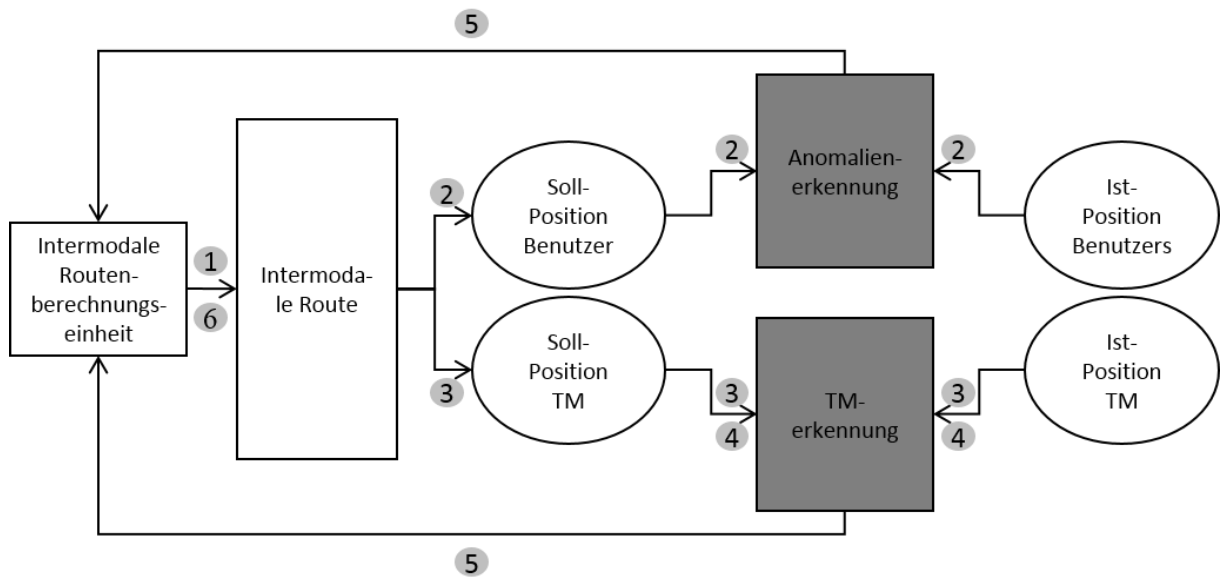 5
Anomalien-
erkennung
2
2
2
Soll-
Position
Benutzer
Ist-
Position
Benutzers
Intermodale
Routen-
berechnungs-
einheit
1
6
Intermoda-
le Route
3
Soll-
Position
TM
3
4
TM-
erkennung
3
4
Ist-
Position
TM
5